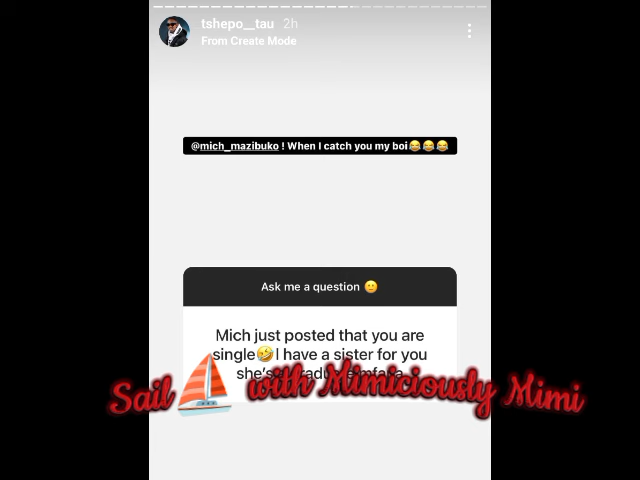 tshepo__tau 2h
From Create Mode
@mich_mazibuko ! When I catch you my boi😂😂😂
Ask me a question 🙂
Mich just posted that you are
single🤣I have a sister for you
she's
Sail⛵with Mimiciously Mimi